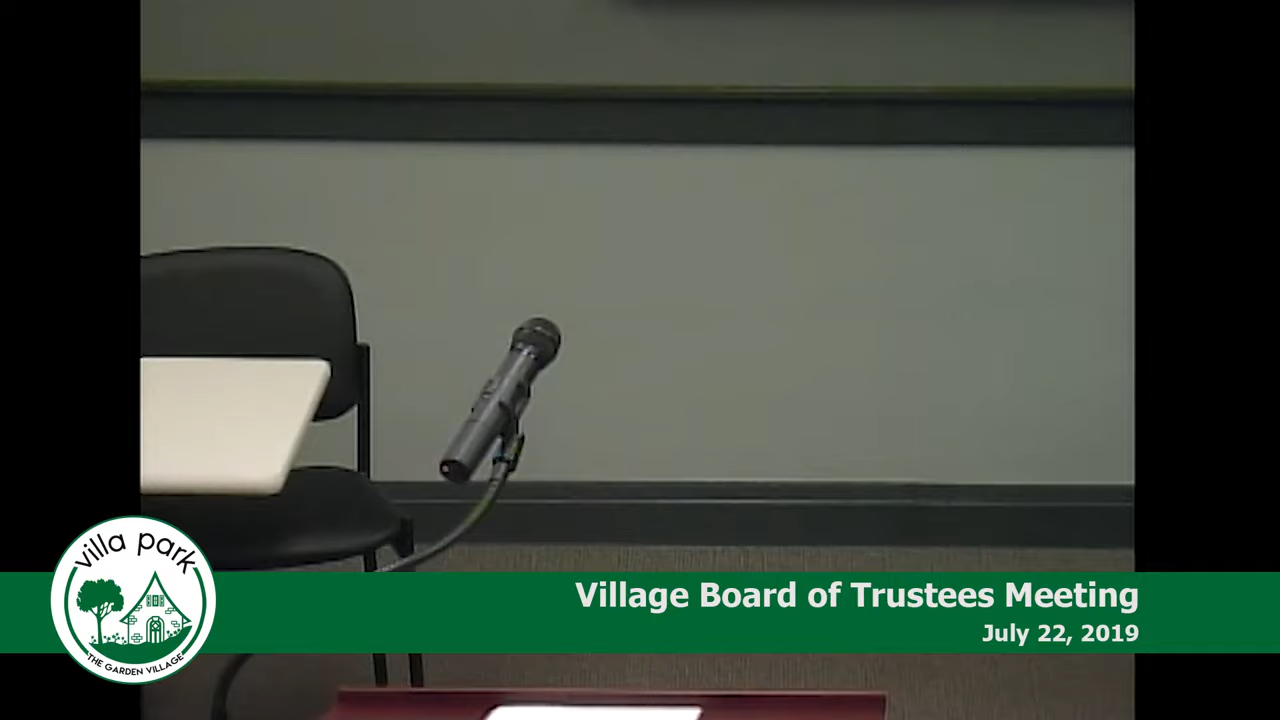 villa park
THE GARDEN VILLAGE
Village Board of Trustees Meeting
July 22, 2019